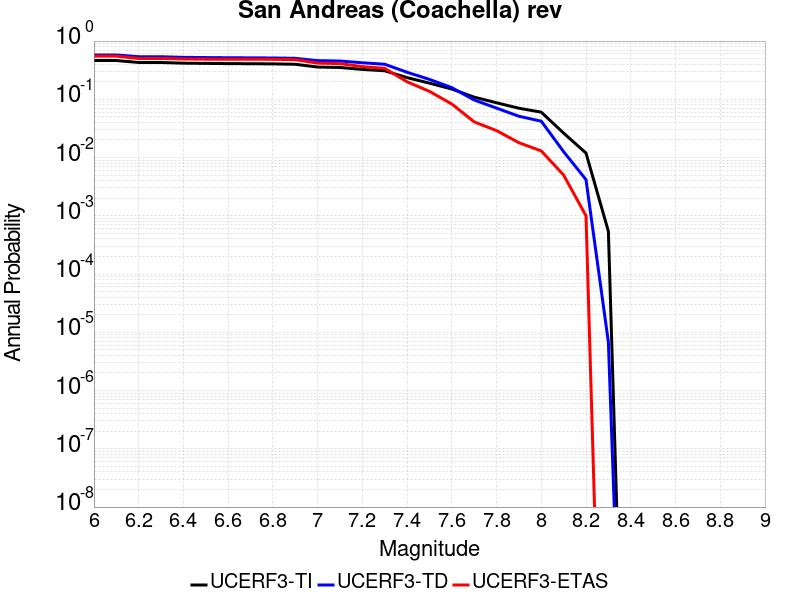 San Andreas (Coachella) rev
10^0
10^-1
10^-2
10^-3
10^-4
10^-5
10^-6
10^-7
10^-8
Annual Probability
6 6.2 6.4 6.6 6.8 7 7.2 7.4 7.6 7.8 8 8.2 8.4 8.6 8.8 9
Magnitude
UCERF3-TI UCERF3-TD UCERF3-ETAS